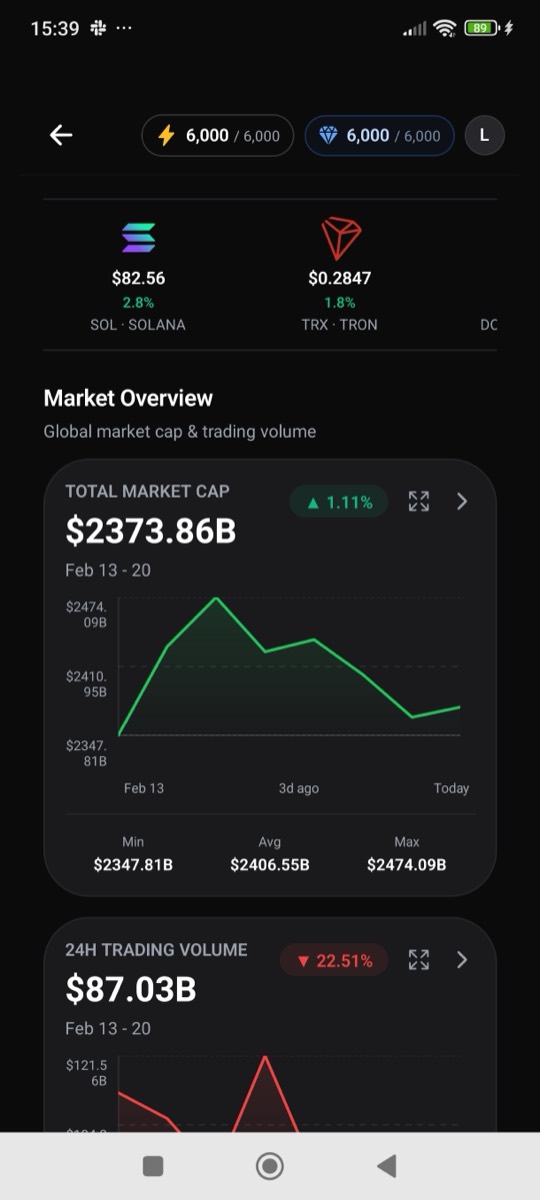 15:39 ...
89
6,000 / 6,000
6,000 / 6,000
L
$82.56
2.8%
SOL · SOLANA
$0.2847
1.8%
TRX · TRON
DO
Market Overview
Global market cap & trading volume
TOTAL MARKET CAP
▲ 1.11%
$2373.86B
Feb 13 - 20
$2474.
09B
$2410.
95B
$2347.
81B
Feb 13
3d ago
Today
Min
Avg
Max
$2347.81B
$2406.55B
$2474.09B
24H TRADING VOLUME
▼ 22.51%
$87.03B
Feb 13 - 20
$121.5
6B